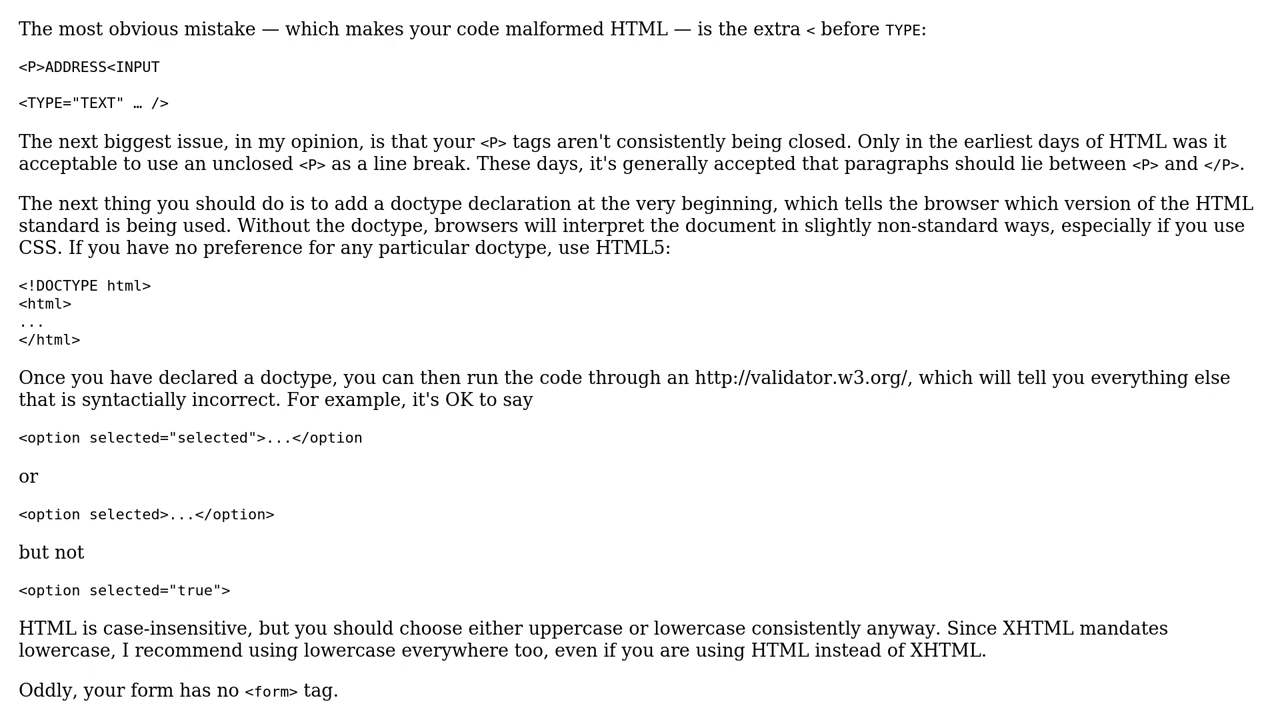 The most obvious mistake — which makes your code malformed HTML — is the extra < before TYPE:
<P>ADDRESS<INPUT
<TYPE="TEXT" … />
The next biggest issue, in my opinion, is that your <P> tags aren't consistently being closed. Only in the earliest days of HTML was it
acceptable to use an unclosed <P> as a line break. These days, it's generally accepted that paragraphs should lie between <P> and </P>.
The next thing you should do is to add a doctype declaration at the very beginning, which tells the browser which version of the HTML
standard is being used. Without the doctype, browsers will interpret the document in slightly non-standard ways, especially if you use
CSS. If you have no preference for any particular doctype, use HTML5:
<!DOCTYPE html>
<html>
...
</html>
Once you have declared a doctype, you can then run the code through an http://validator.w3.org/, which will tell you everything else
that is syntactially incorrect. For example, it's OK to say
<option selected="selected">...</option
or
<option selected>...</option>
but not
<option selected="true">
HTML is case-insensitive, but you should choose either uppercase or lowercase consistently anyway. Since XHTML mandates
lowercase, I recommend using lowercase everywhere too, even if you are using HTML instead of XHTML.
Oddly, your form has no <form> tag.